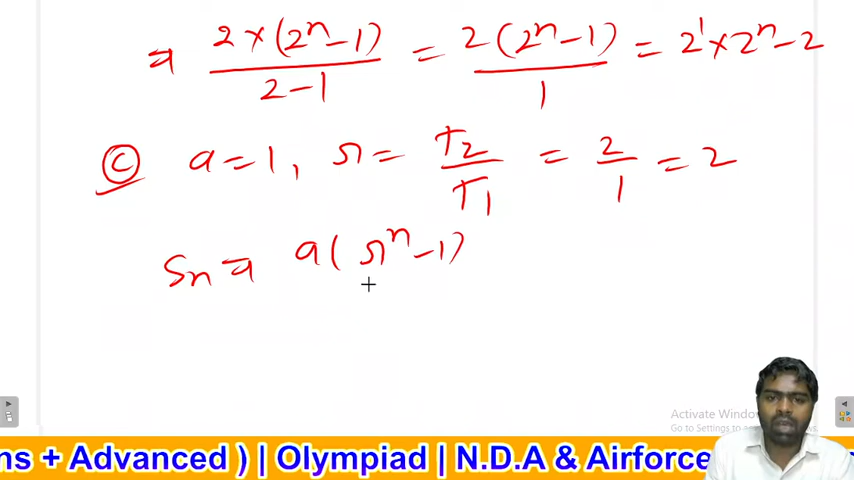 = 2×(2ⁿ-1)/2-1 = 2(2ⁿ-1)/1 = 2¹×2ⁿ-2
(C) a=1, r= T₂/T₁ = 2/1 = 2
Sₙ = a(rⁿ-1)
Activate Windo
Go to Settings to a
ns + Advanced ) | Olympiad | N.D.A & Airforce